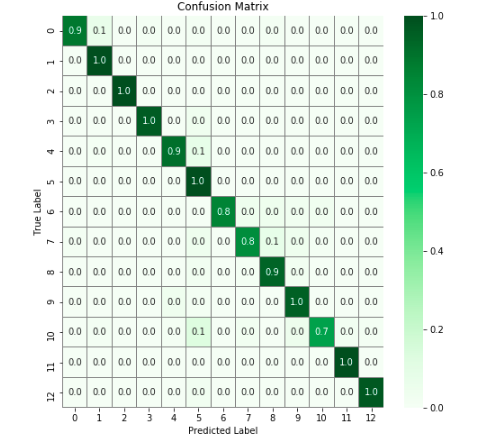 Confusion Matrix
0 0.9 0.1 0.0 0.0 0.0 0.0 0.0 0.0 0.0 0.0 0.0 0.0 0.0
1 0.0 1.0 0.0 0.0 0.0 0.0 0.0 0.0 0.0 0.0 0.0 0.0 0.0
2 0.0 0.0 1.0 0.0 0.0 0.0 0.0 0.0 0.0 0.0 0.0 0.0 0.0
3 0.0 0.0 0.0 1.0 0.0 0.0 0.0 0.0 0.0 0.0 0.0 0.0 0.0
4 0.0 0.0 0.0 0.0 0.9 0.1 0.0 0.0 0.0 0.0 0.0 0.0 0.0
5 0.0 0.0 0.0 0.0 0.0 1.0 0.0 0.0 0.0 0.0 0.0 0.0 0.0
6 0.0 0.0 0.0 0.0 0.0 0.0 0.8 0.0 0.0 0.0 0.0 0.0 0.0
7 0.0 0.0 0.0 0.0 0.0 0.0 0.0 0.8 0.1 0.0 0.0 0.0 0.0
8 0.0 0.0 0.0 0.0 0.0 0.0 0.0 0.0 0.9 0.0 0.0 0.0 0.0
9 0.0 0.0 0.0 0.0 0.0 0.0 0.0 0.0 0.0 1.0 0.0 0.0 0.0
10 0.0 0.0 0.0 0.0 0.0 0.1 0.0 0.0 0.0 0.0 0.7 0.0 0.0
11 0.0 0.0 0.0 0.0 0.0 0.0 0.0 0.0 0.0 0.0 0.0 1.0 0.0
12 0.0 0.0 0.0 0.0 0.0 0.0 0.0 0.0 0.0 0.0 0.0 0.0 1.0
0 1 2 3 4 5 6 7 8 9 10 11 12
True Label
Predicted Label
1.0
0.8
0.6
0.4
0.2
0.0